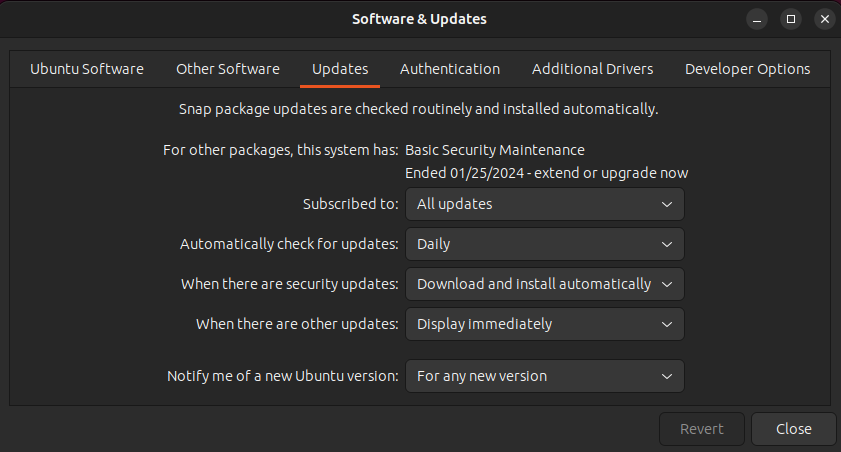 Software & Updates
Ubuntu Software Other Software Updates Authentication Additional Drivers Developer Options
Snap package updates are checked routinely and installed automatically.
For other packages, this system has: Basic Security Maintenance
Ended 01/25/2024 - extend or upgrade now
Subscribed to: All updates
Automatically check for updates: Daily
When there are security updates: Download and install automatically
When there are other updates: Display immediately
Notify me of a new Ubuntu version: For any new version
Revert Close